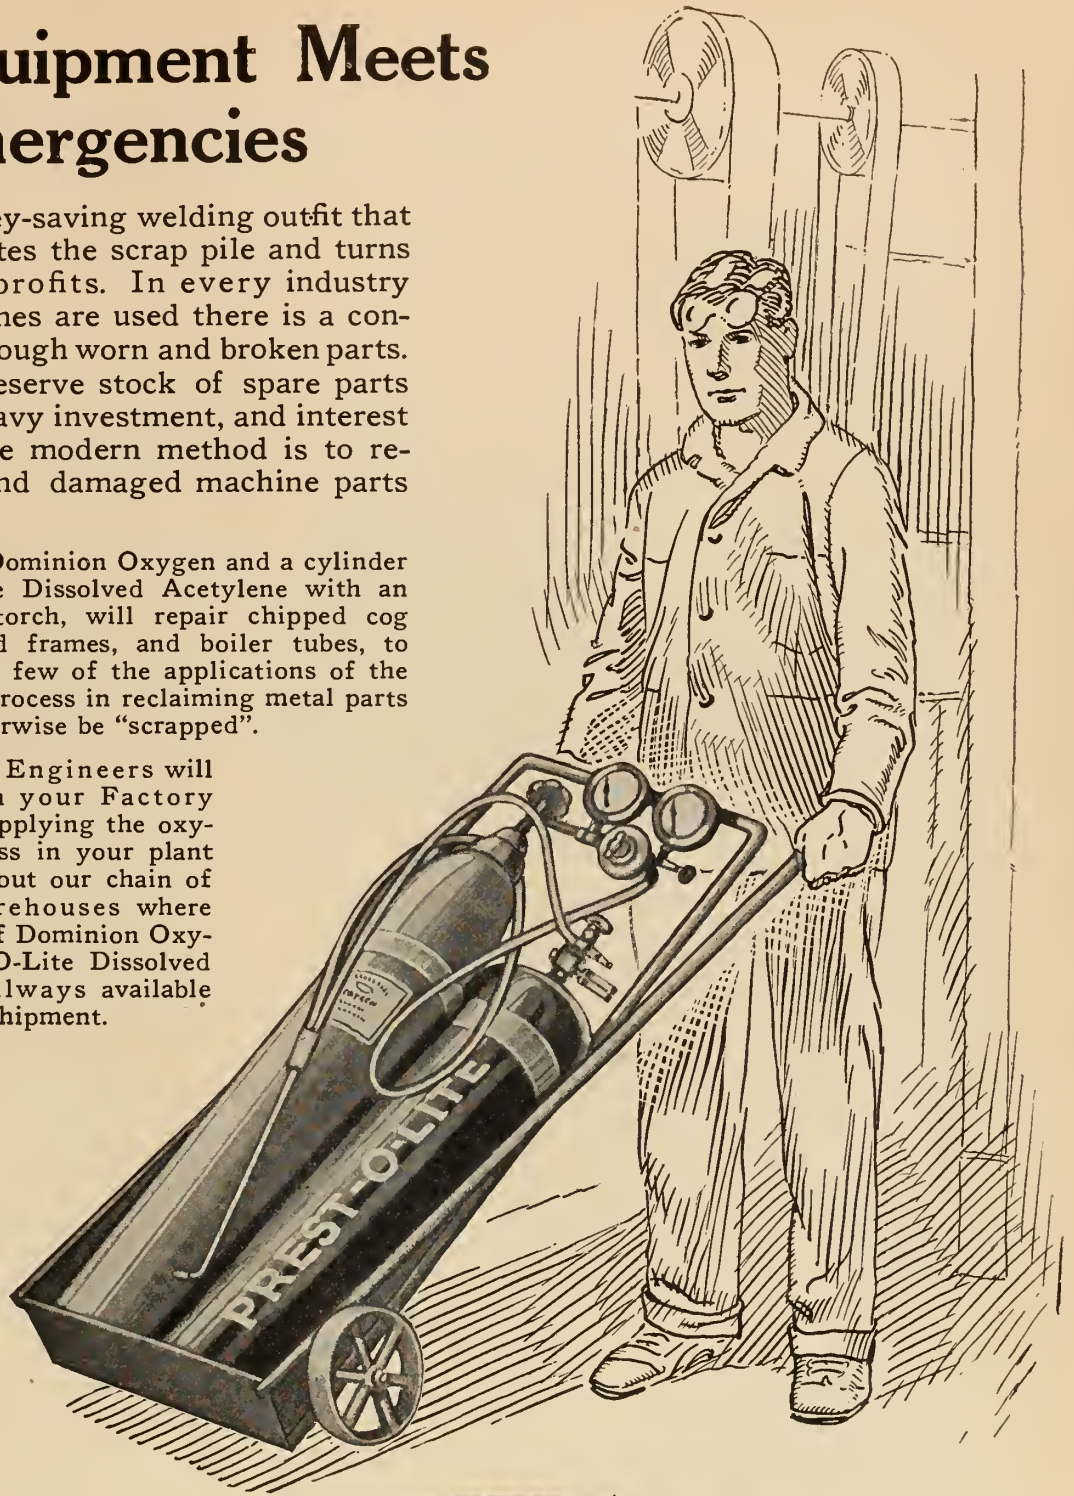 uipment Meets
nergencies
ey-saving welding outfit that
tes the scrap pile and turns
profits. In every industry
nes are used there is a con-
ough worn and broken parts.
eserve stock of spare parts
avy investment, and interest
e modern method is to re-
nd damaged machine parts
Dominion Oxygen and a cylinder
e Dissolved Acetylene with an
torch, will repair chipped cog
d frames, and boiler tubes, to
few of the applications of the
process in reclaiming metal parts
rwise be “scrapped”.
Engineers will
n your Factory
pplying the oxy-
ss in your plant
out our chain of
rehouses where
f Dominion Oxy-
O-Lite Dissolved
always available
hipment.
PREST-O-LITE